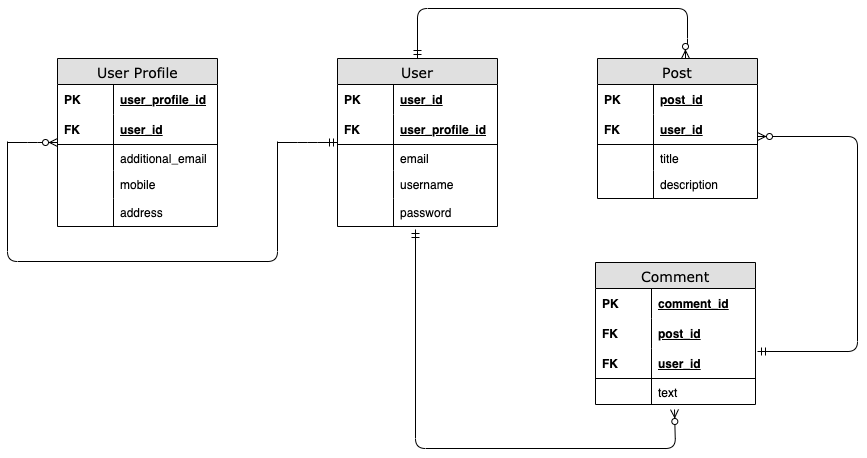 User Profile
PK user_profile_id
FK user_id
additional_email
mobile
address
User
PK user_id
FK user_profile_id
email
username
password
Post
PK post_id
FK user_id
title
description
Comment
PK comment_id
FK post_id
FK user_id
text